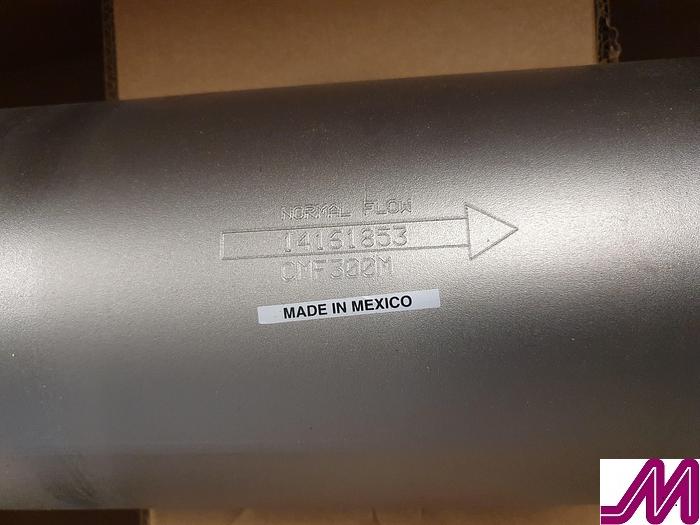 NORMAL FLOW
14161853
CMF300M
MADE IN MEXICO
M